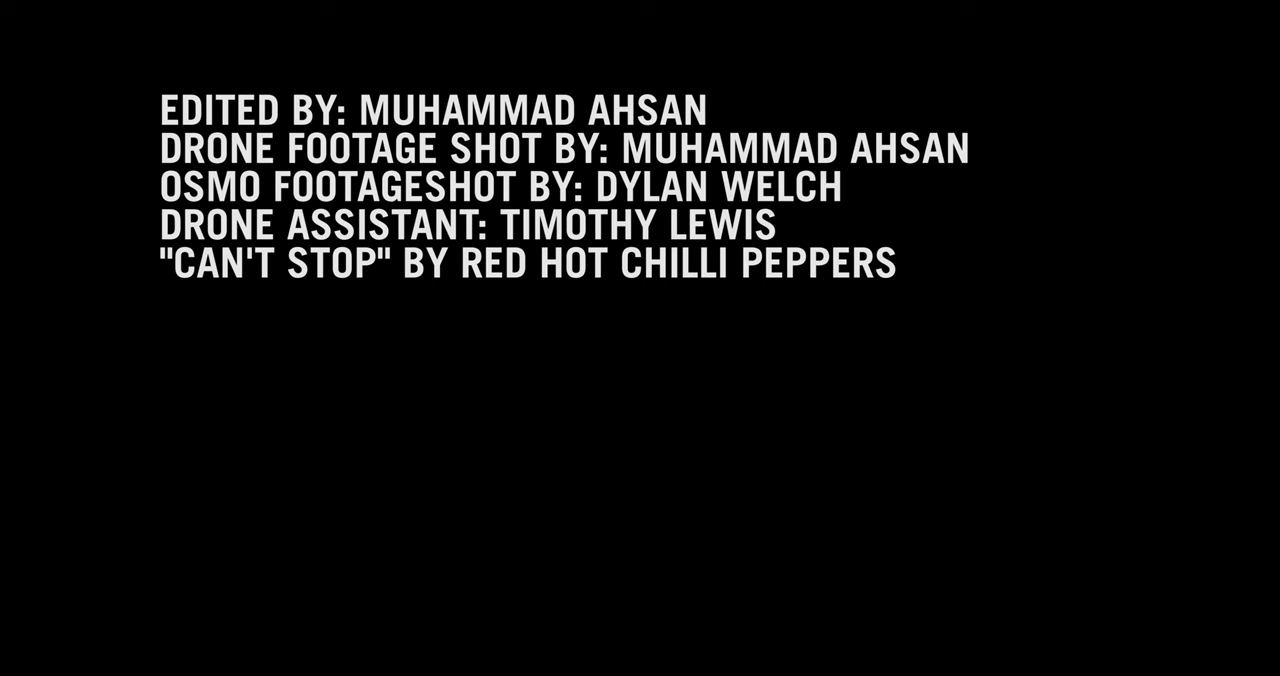 EDITED BY: MUHAMMAD AHSAN
DRONE FOOTAGE SHOT BY: MUHAMMAD AHSAN
OSMO FOOTAGESHOT BY: DYLAN WELCH
DRONE ASSISTANT: TIMOTHY LEWIS
"CAN'T STOP" BY RED HOT CHILLI PEPPERS